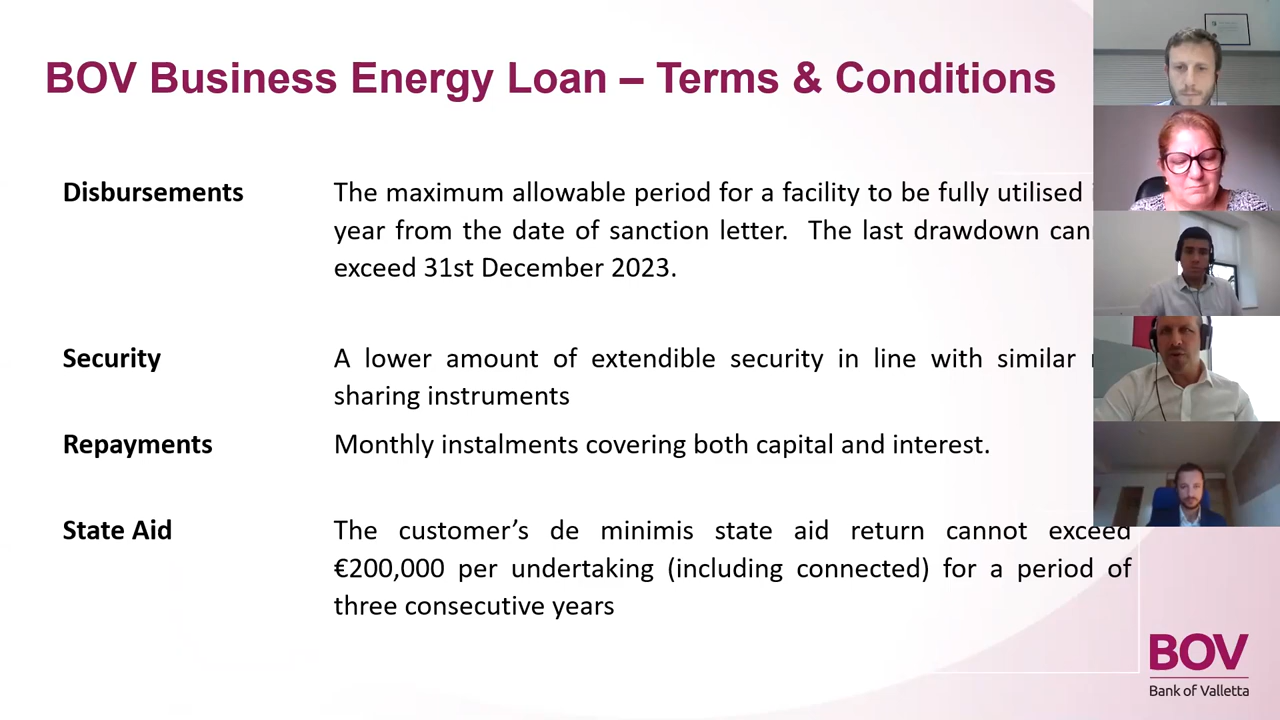 BOV Business Energy Loan – Terms & Conditions
Disbursements
The maximum allowable period for a facility to be fully utilised
year from the date of sanction letter. The last drawdown
exceed 31st December 2023.
Security
A lower amount of extendible security in line with similar
sharing instruments
Repayments
Monthly instalments covering both capital and interest.
State Aid
The customer’s de minimis state aid return cannot exceed
€200,000 per undertaking (including connected) for a period of
three consecutive years
BOV
Bank of Valletta